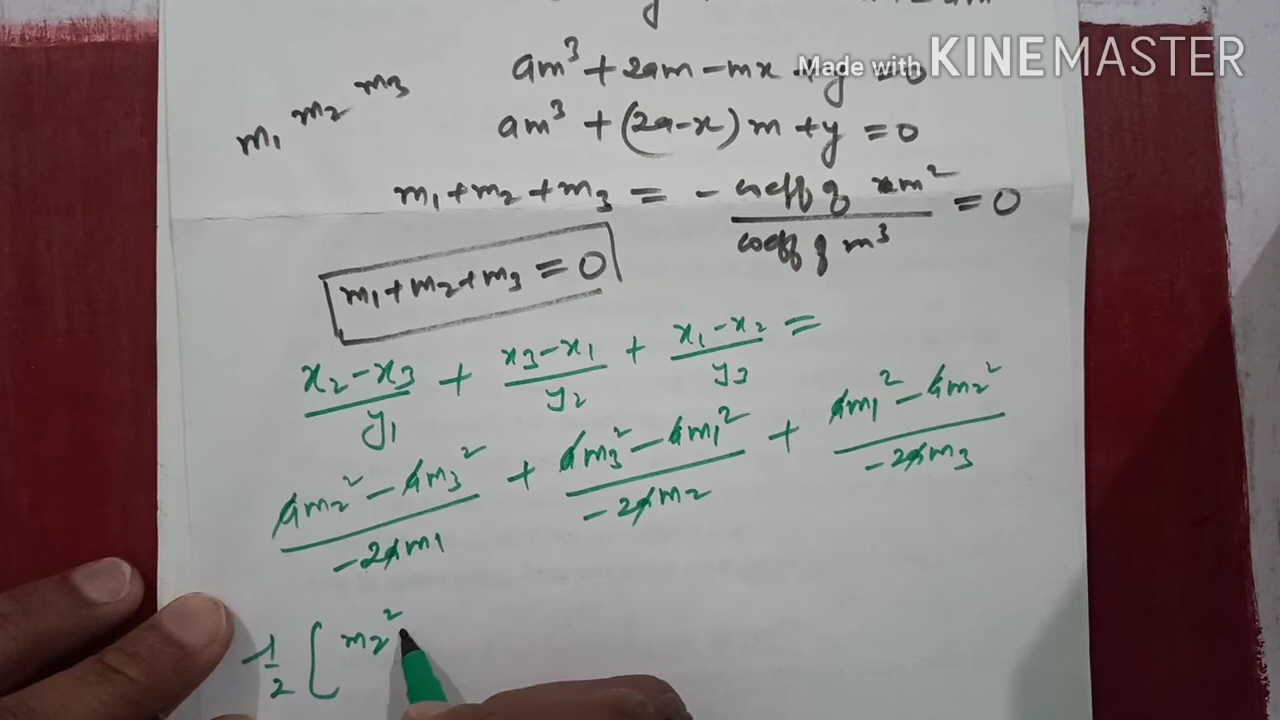 Made with KINEMASTER
am³ + 2am - mx + y = 0
m₁ m₂ m₃
am³ + (2a-x) m + y = 0
m₁ + m₂ + m₃ = - coeff of m² / coeff of m³ = 0
m₁ + m₂ + m₃ = 0
(x₂ - x₃)/y₁ + (x₃ - x₁)/y₂ + (x₁ - x₂)/y₃ =
(am₂² - am₃²)/(-2am₁) + (am₃² - am₁²)/(-2am₂) + (am₁² - am₂²)/(-2am₃)
-1/2 [ m₂²